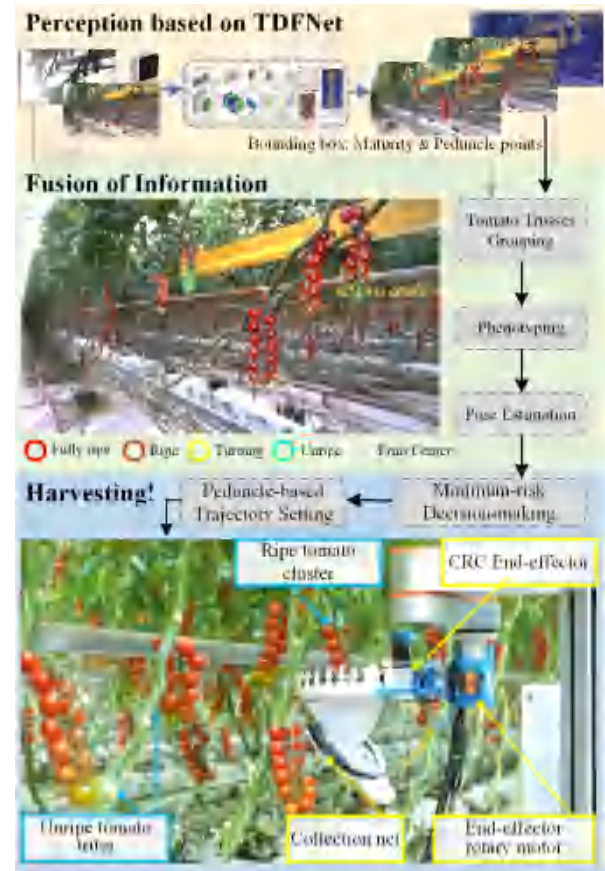 Perception based on TDFNet
Bounding box: Maturity & Peduncle points
Fusion of Information
Tomato Trusses
Grouping
Phenotyping
Pose Estimation
Fully ripe
Ripe
Turning
Unripe
Fruit Center
Harvesting!
Peduncle-based
Trajectory Setting
Minimum-risk
Decision-making
Ripe tomato
cluster
CRC End-effector
Unripe tomato
Collection net
End-effector
rotary motor